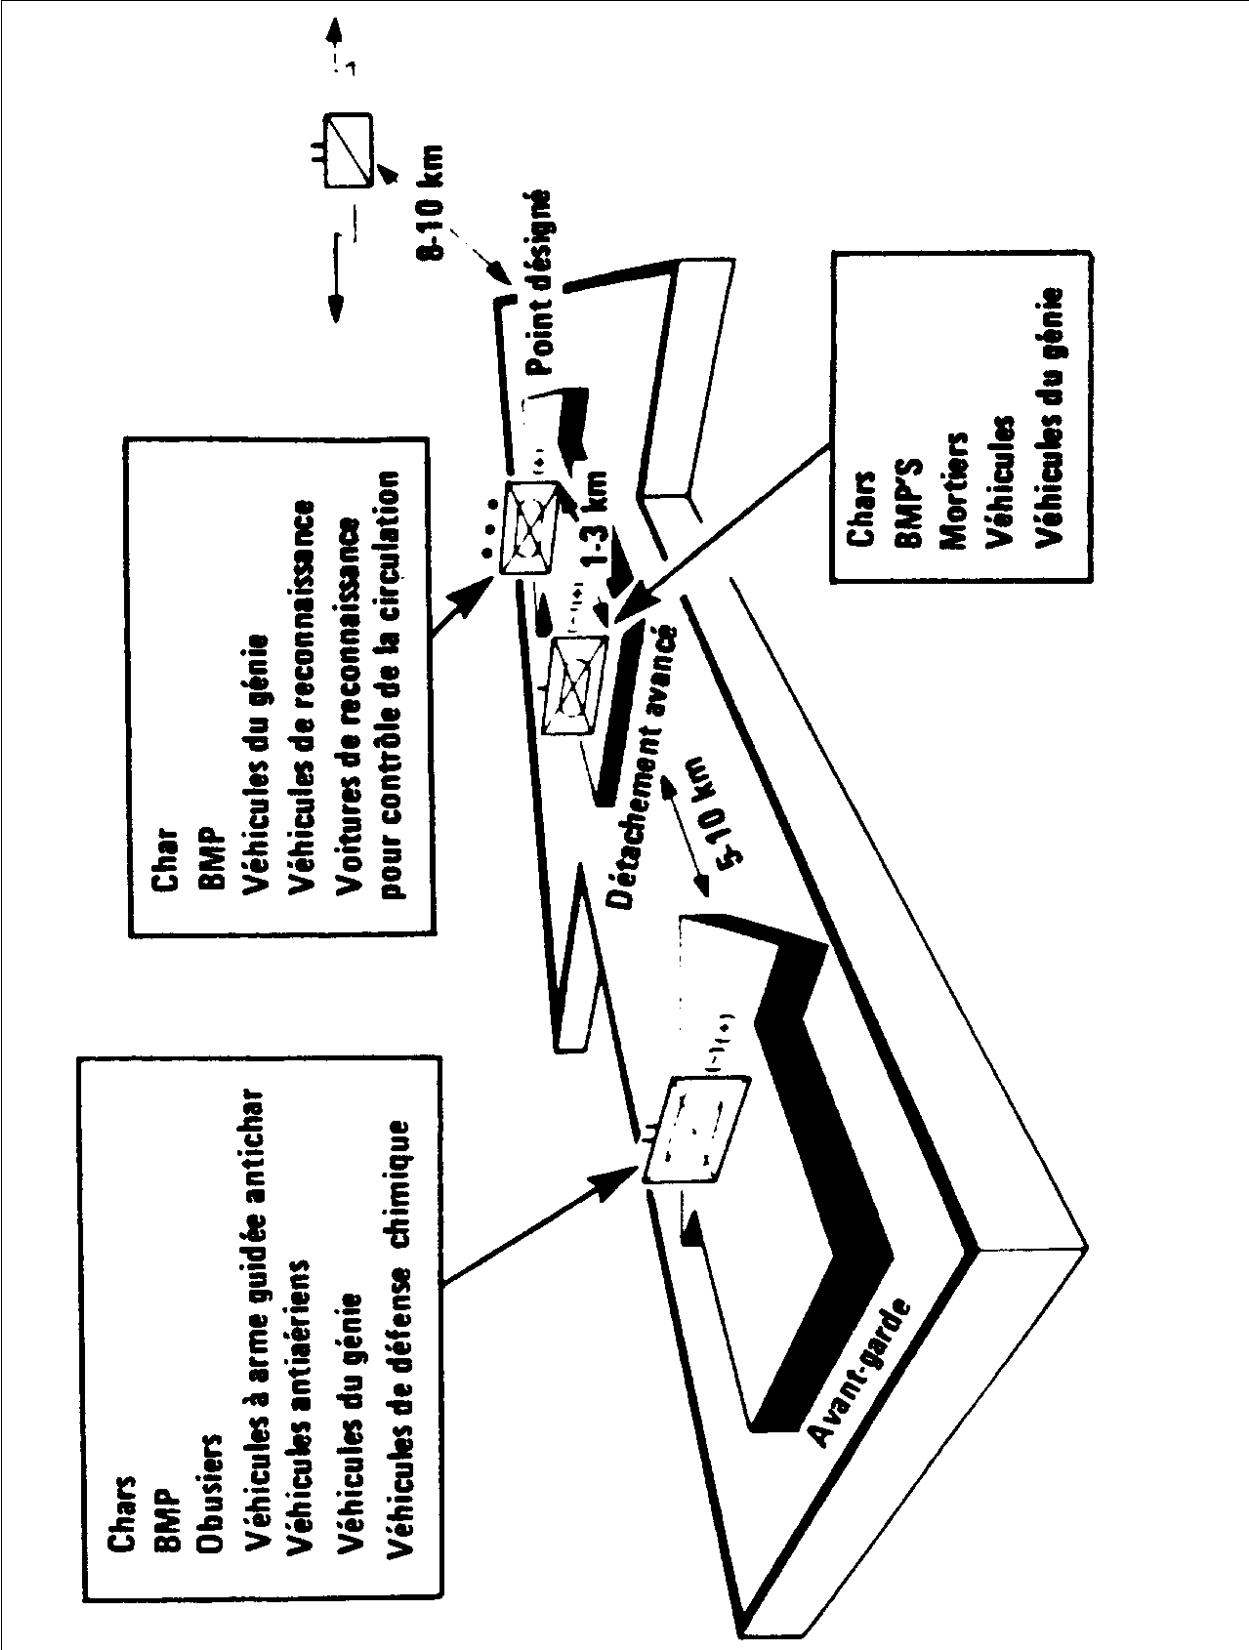 Chars
BMP
Obusiers
Véhicules à arme guidée antichar
Véhicules antiaériens
Véhicules du génie
Véhicules de défense chimique
Char
BMP
Véhicules du génie
Véhicules de reconnaissance
Voitures de reconnaissance
pour contrôle de la circulation
8-10 km
Point désigné
1-3 km
Détachement avancé
5-10 km
Avant-garde
(-)(+)
(-)(+)
(+)
Chars
BMP'S
Mortiers
Véhicules
Véhicules du génie